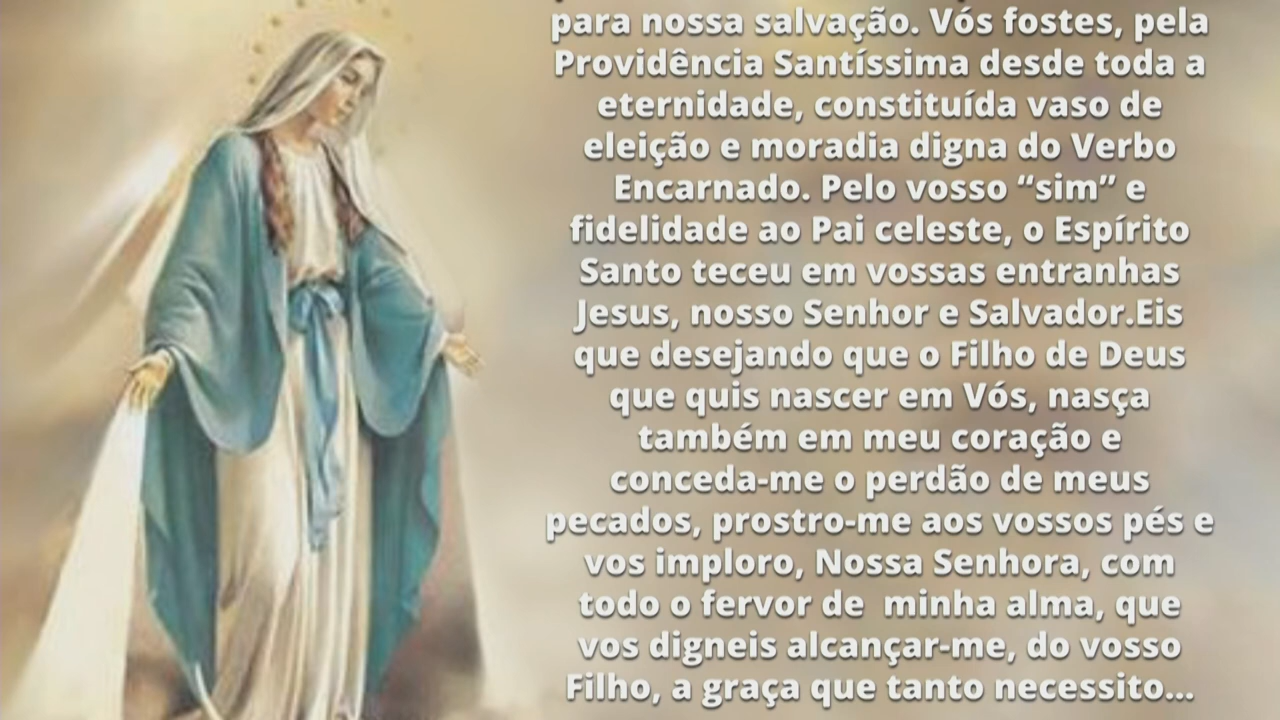 para nossa salvação. Vós fostes, pela
Providência Santíssima desde toda a
eternidade, constituída vaso de
eleição e moradia digna do Verbo
Encarnado. Pelo vosso “sim” e
fidelidade ao Pai celeste, o Espírito
Santo teceu em vossas entranhas
Jesus, nosso Senhor e Salvador.Eis
que desejando que o Filho de Deus
que quis nascer em Vós, nasça
também em meu coração e
conceda-me o perdão de meus
pecados, prostro-me aos vossos pés e
vos imploro, Nossa Senhora, com
todo o fervor de  minha alma, que
vos digneis alcançar-me, do vosso
Filho, a graça que tanto necessito...